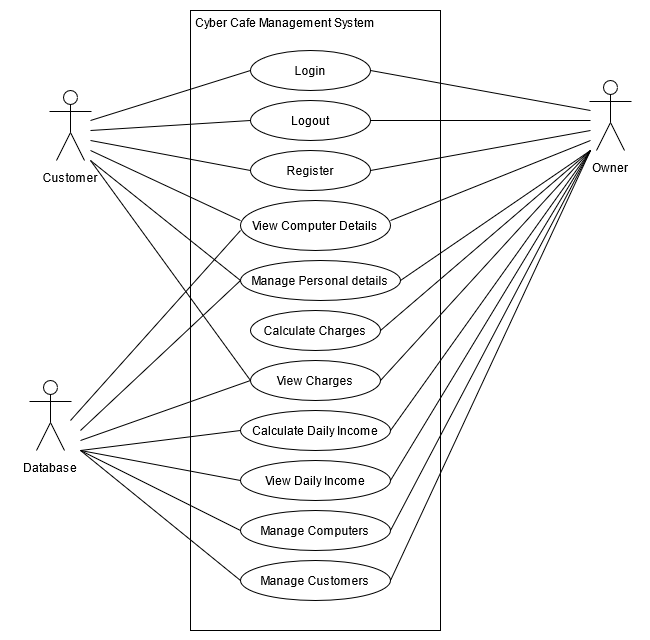 Cyber Cafe Management System
Login
Logout
Register
Customer
Owner
View Computer Details
Manage Personal details
Calculate Charges
View Charges
Calculate Daily Income
Database
View Daily Income
Manage Computers
Manage Customers